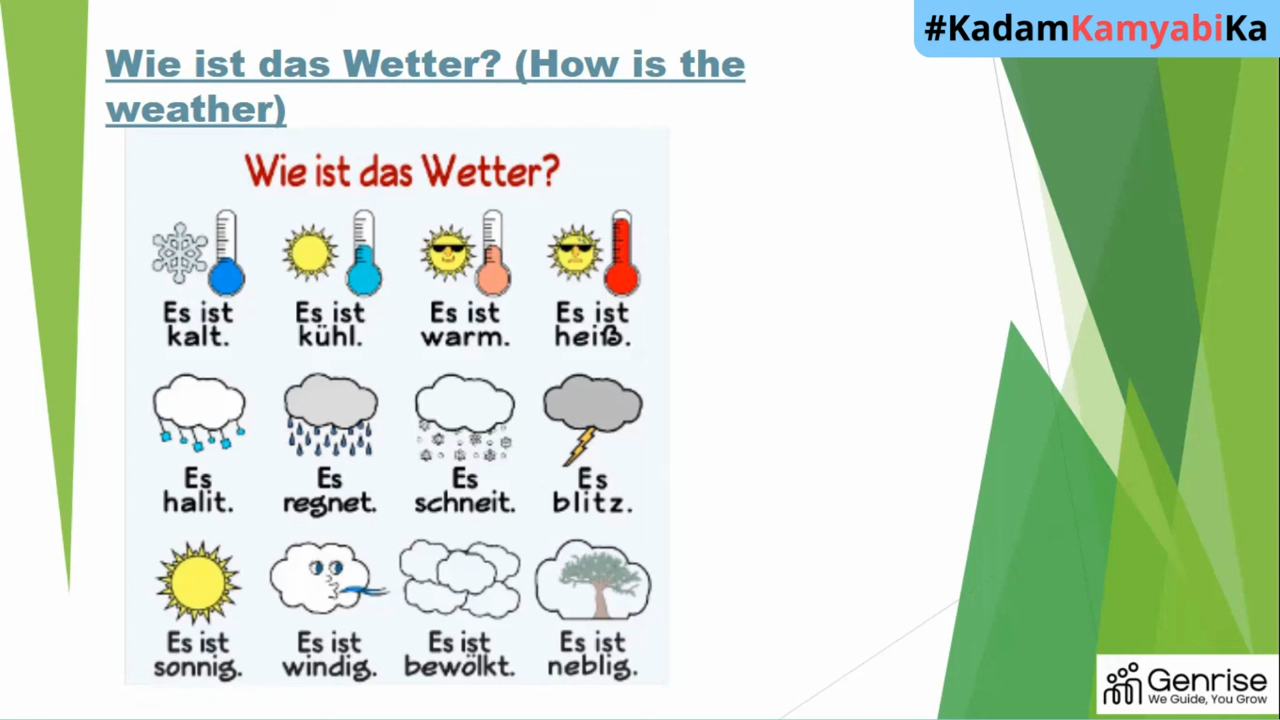 #KadamKamyabiKa
Wie ist das Wetter? (How is the
weather)
Wie ist das Wetter?
Es ist
kalt.
Es ist
kühl.
Es ist
warm.
Es ist
heiß.
Es
halit.
Es
regnet.
Es
schneit.
Es
blitz.
Es ist
sonnig.
Es ist
windig.
Es ist
bewölkt.
Es ist
neblig.
Genrise
We Guide, You Grow